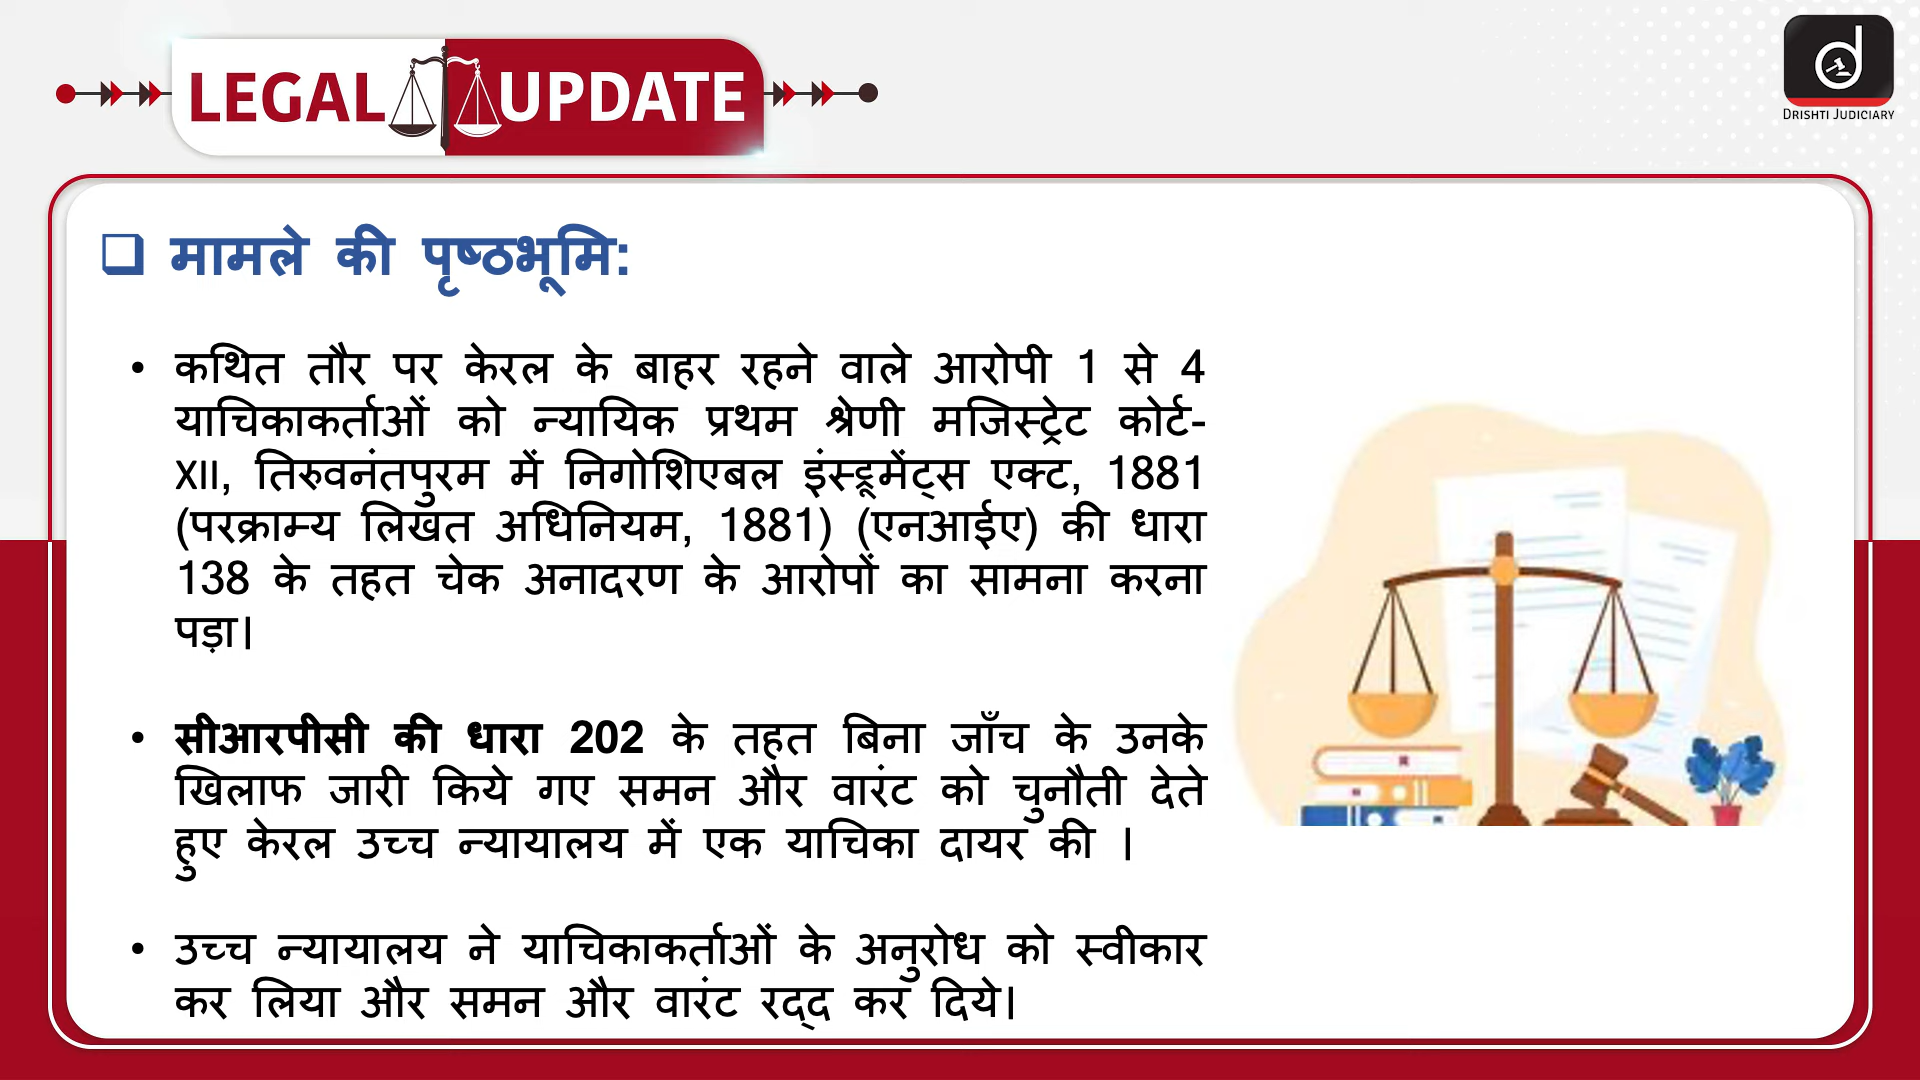 LEGAL UPDATE
DRISHTI JUDICIARY
❑ मामले की पृष्ठभूमि:
• कथित तौर पर केरल के बाहर रहने वाले आरोपी 1 से 4
याचिकाकर्ताओं को न्यायिक प्रथम श्रेणी मजिस्ट्रेट कोर्ट-
XII, तिरुवनंतपुरम में निगोशिएबल इंस्ट्रूमेंट्स एक्ट, 1881
(परक्राम्य लिखत अधिनियम, 1881) (एनआईए) की धारा
138 के तहत चेक अनादरण के आरोपों का सामना करना
पड़ा।
• सीआरपीसी की धारा 202 के तहत बिना जाँच के उनके
खिलाफ जारी किये गए समन और वारंट को चुनौती देते
हुए केरल उच्च न्यायालय में एक याचिका दायर की ।
• उच्च न्यायालय ने याचिकाकर्ताओं के अनुरोध को स्वीकार
कर लिया और समन और वारंट रद्द कर दिये।